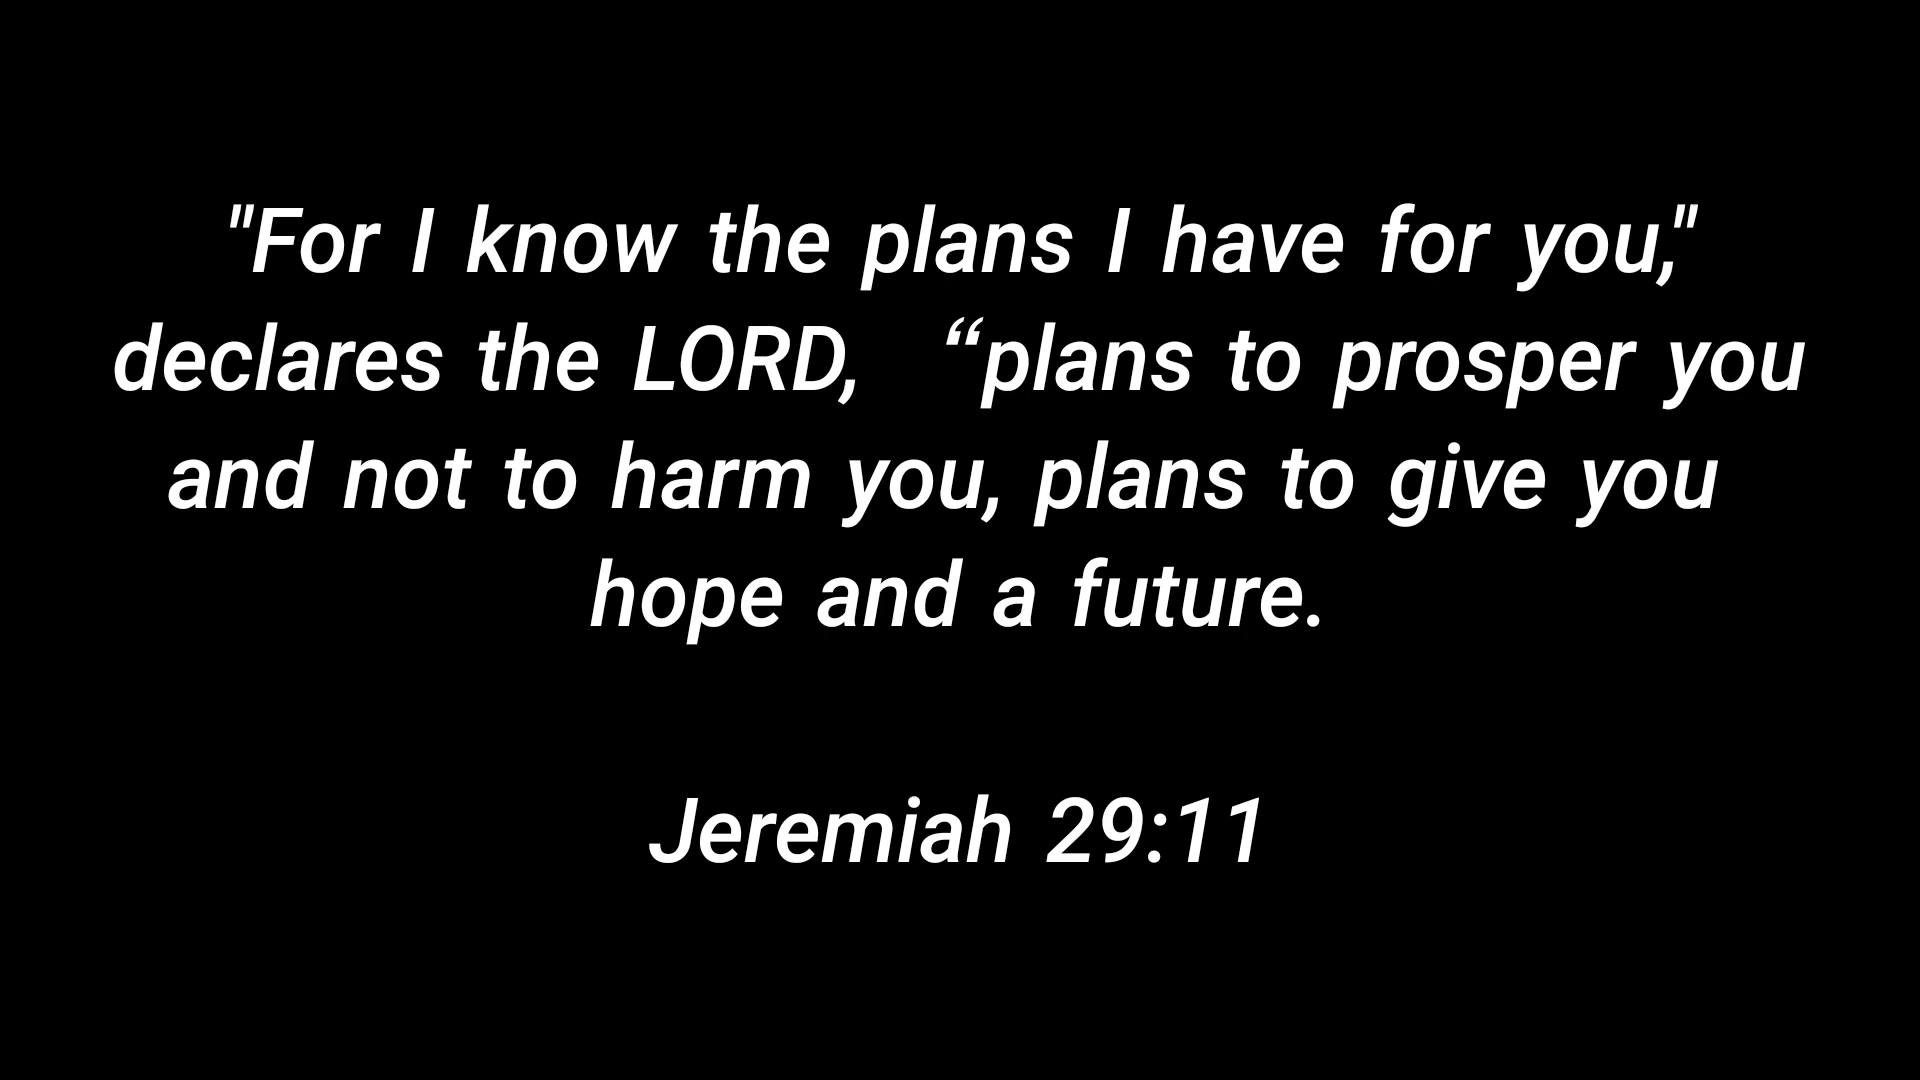 "For I know the plans I have for you,"
declares the LORD,  “plans to prosper you
and not to harm you, plans to give you
hope and a future.
Jeremiah 29:11